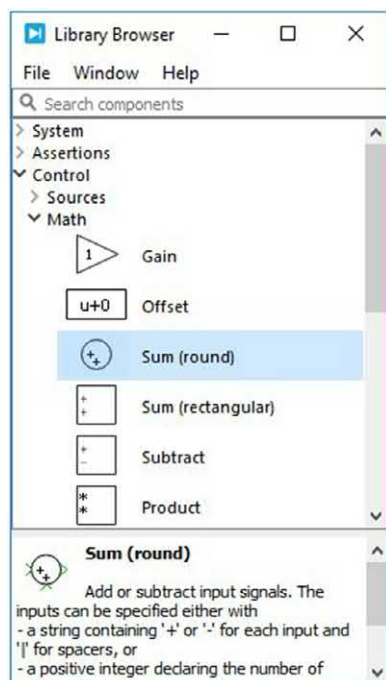 Library Browser
File Window Help
Search components
System
Assertions
Control
Sources
Math
1 Gain
u+0 Offset
++ Sum (round)
+
+
Sum (rectangular)
+
-
Subtract
*
*
Product
++ Sum (round)
Add or subtract input signals. The
inputs can be specified either with
- a string containing '+' or '-' for each input and
'|' for spacers, or
- a positive integer declaring the number of